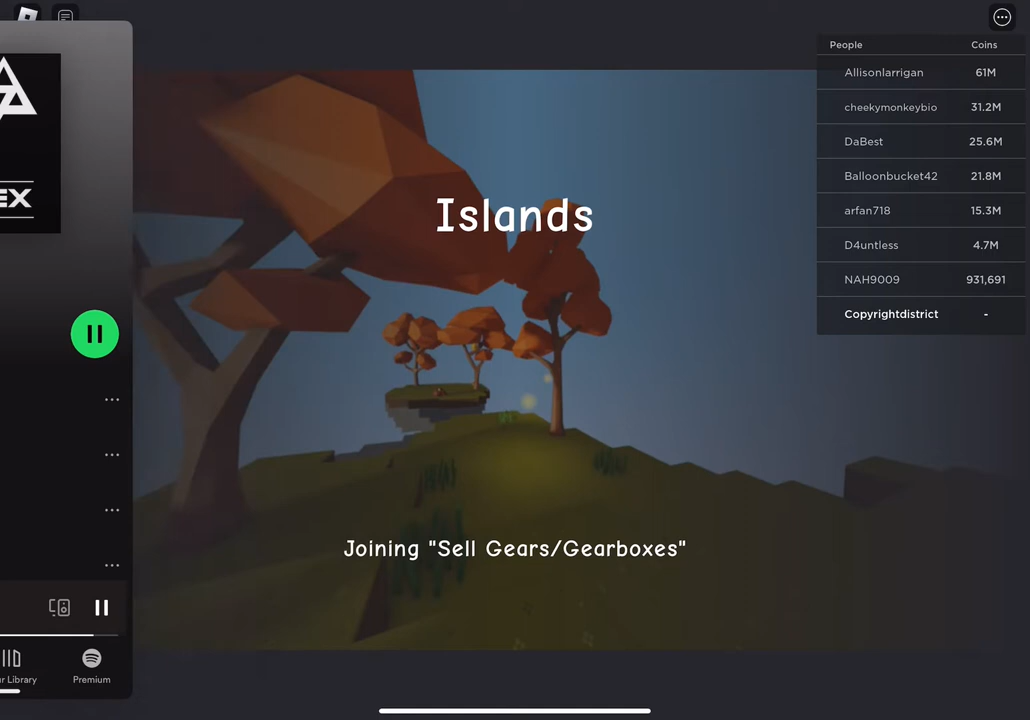 People Coins
Allisonlarrigan 61M
cheekymonkeybio 31.2M
DaBest 25.6M
Balloonbucket42 21.8M
arfan718 15.3M
D4untless 4.7M
NAH9009 931,691
Copyrightdistrict -
EX
Islands
Joining "Sell Gears/Gearboxes"
r Library Premium